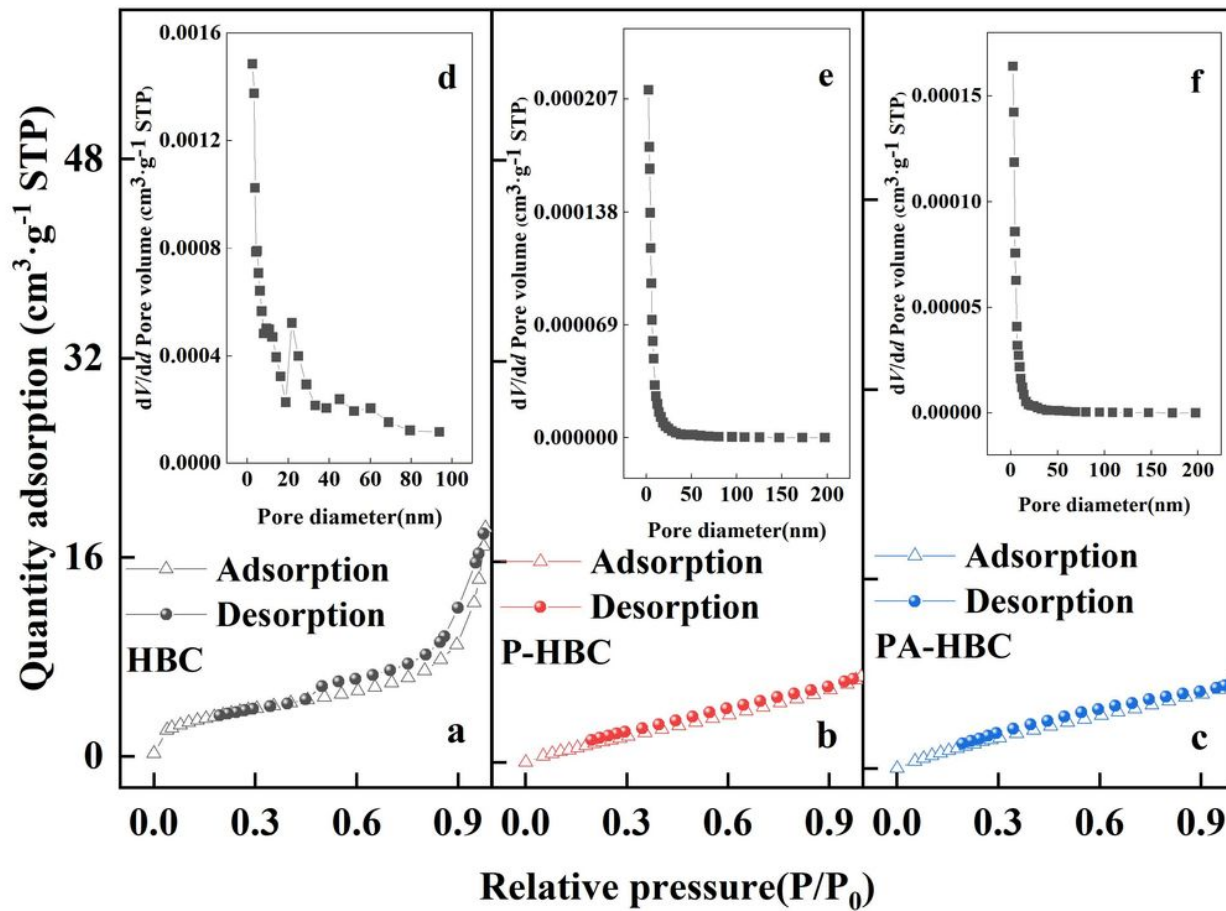 Quantity adsorption (cm³·g⁻¹ STP)
48
32
16
0
0.0016
0.0012
0.0008
0.0004
0.0000
dV/dd Pore volume (cm³·g⁻¹ STP)
d
0 20 40 60 80 100
Pore diameter(nm)
Adsorption
Desorption
HBC
a
0.0 0.3 0.6 0.9
0.000207
0.000138
0.000069
0.000000
dV/dd Pore volume (cm³·g⁻¹ STP)
e
0 50 100 150 200
Pore diameter(nm)
Adsorption
Desorption
P-HBC
b
0.0 0.3 0.6 0.9
0.00015
0.00010
0.00005
0.00000
dV/dd Pore volume (cm³·g⁻¹ STP)
f
0 50 100 150 200
Pore diameter(nm)
Adsorption
Desorption
PA-HBC
c
0.0 0.3 0.6 0.9
Relative pressure(P/P₀)